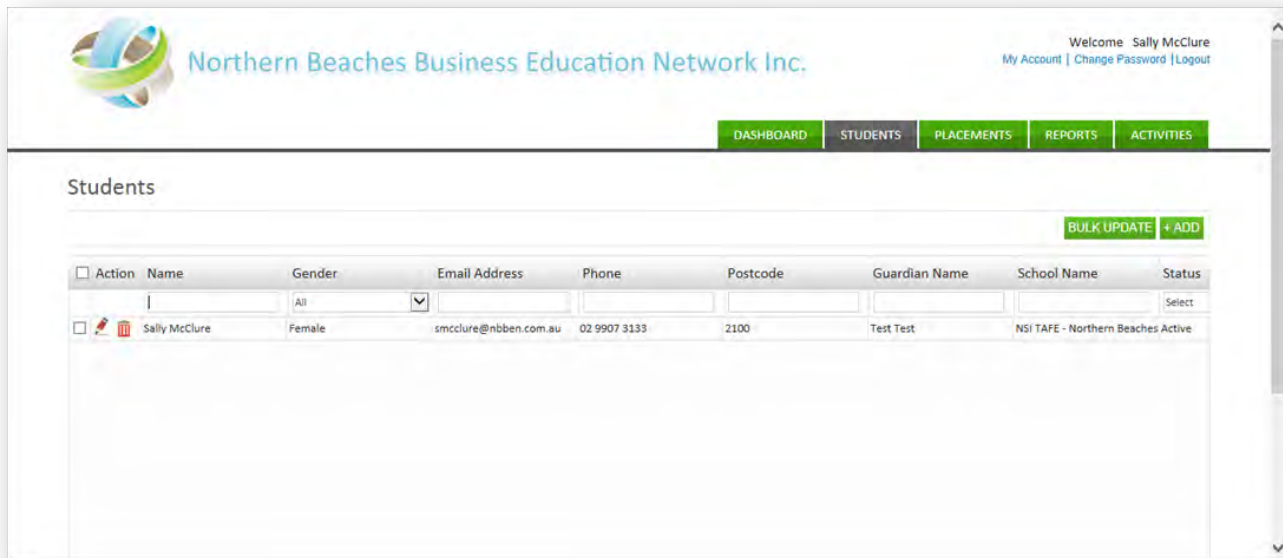 Welcome Sally McClure
Northern Beaches Business Education Network Inc.
My Account | Change Password |Logout
DASHBOARD STUDENTS PLACEMENTS REPORTS ACTIVITIES
Students
BULK UPDATE + ADD
Action Name Gender Email Address Phone Postcode Guardian Name School Name Status
All Select
Sally McClure Female smcclure@nbben.com.au 02 9907 3133 2100 Test Test NSI TAFE - Northern Beaches Active